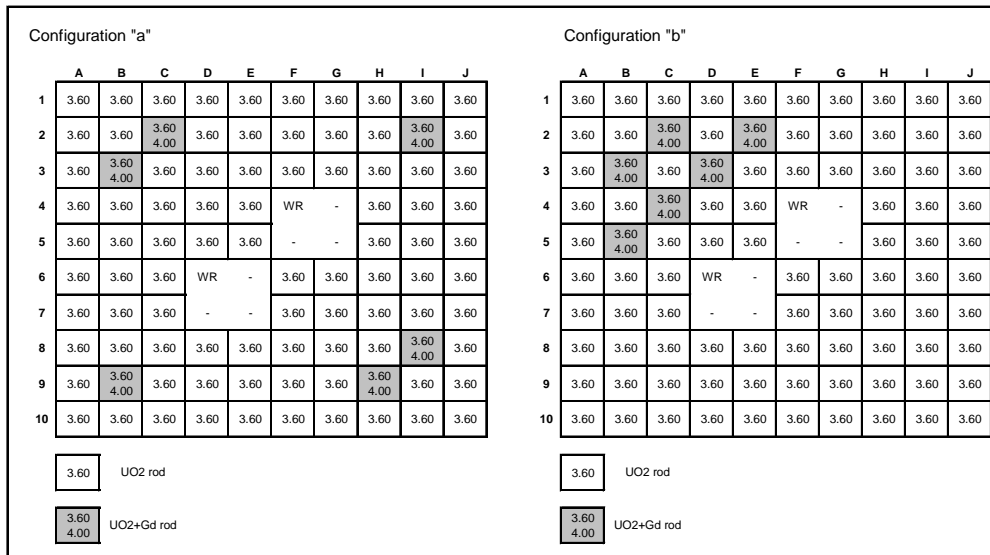 Configuration "a"
A B C D E F G H I J
1 3.60 3.60 3.60 3.60 3.60 3.60 3.60 3.60 3.60 3.60
2 3.60 3.60 3.60 4.00 3.60 3.60 3.60 3.60 3.60 3.60 4.00 3.60
3 3.60 3.60 4.00 3.60 3.60 3.60 3.60 3.60 3.60 3.60 3.60
4 3.60 3.60 3.60 3.60 3.60 WR - 3.60 3.60 3.60
5 3.60 3.60 3.60 3.60 3.60 - - 3.60 3.60 3.60
6 3.60 3.60 3.60 WR - 3.60 3.60 3.60 3.60 3.60
7 3.60 3.60 3.60 - - 3.60 3.60 3.60 3.60 3.60
8 3.60 3.60 3.60 3.60 3.60 3.60 3.60 3.60 3.60 4.00 3.60
9 3.60 3.60 4.00 3.60 3.60 3.60 3.60 3.60 3.60 4.00 3.60 3.60
10 3.60 3.60 3.60 3.60 3.60 3.60 3.60 3.60 3.60 3.60
3.60 UO2 rod
3.60 4.00 UO2+Gd rod
Configuration "b"
A B C D E F G H I J
1 3.60 3.60 3.60 3.60 3.60 3.60 3.60 3.60 3.60 3.60
2 3.60 3.60 3.60 4.00 3.60 3.60 4.00 3.60 3.60 3.60 3.60 3.60
3 3.60 3.60 4.00 3.60 3.60 4.00 3.60 3.60 3.60 3.60 3.60 3.60
4 3.60 3.60 3.60 4.00 3.60 3.60 WR - 3.60 3.60 3.60
5 3.60 3.60 4.00 3.60 3.60 3.60 - - 3.60 3.60 3.60
6 3.60 3.60 3.60 WR - 3.60 3.60 3.60 3.60 3.60
7 3.60 3.60 3.60 - - 3.60 3.60 3.60 3.60 3.60
8 3.60 3.60 3.60 3.60 3.60 3.60 3.60 3.60 3.60 3.60
9 3.60 3.60 3.60 3.60 3.60 3.60 3.60 3.60 3.60 3.60
10 3.60 3.60 3.60 3.60 3.60 3.60 3.60 3.60 3.60 3.60
3.60 UO2 rod
3.60 4.00 UO2+Gd rod